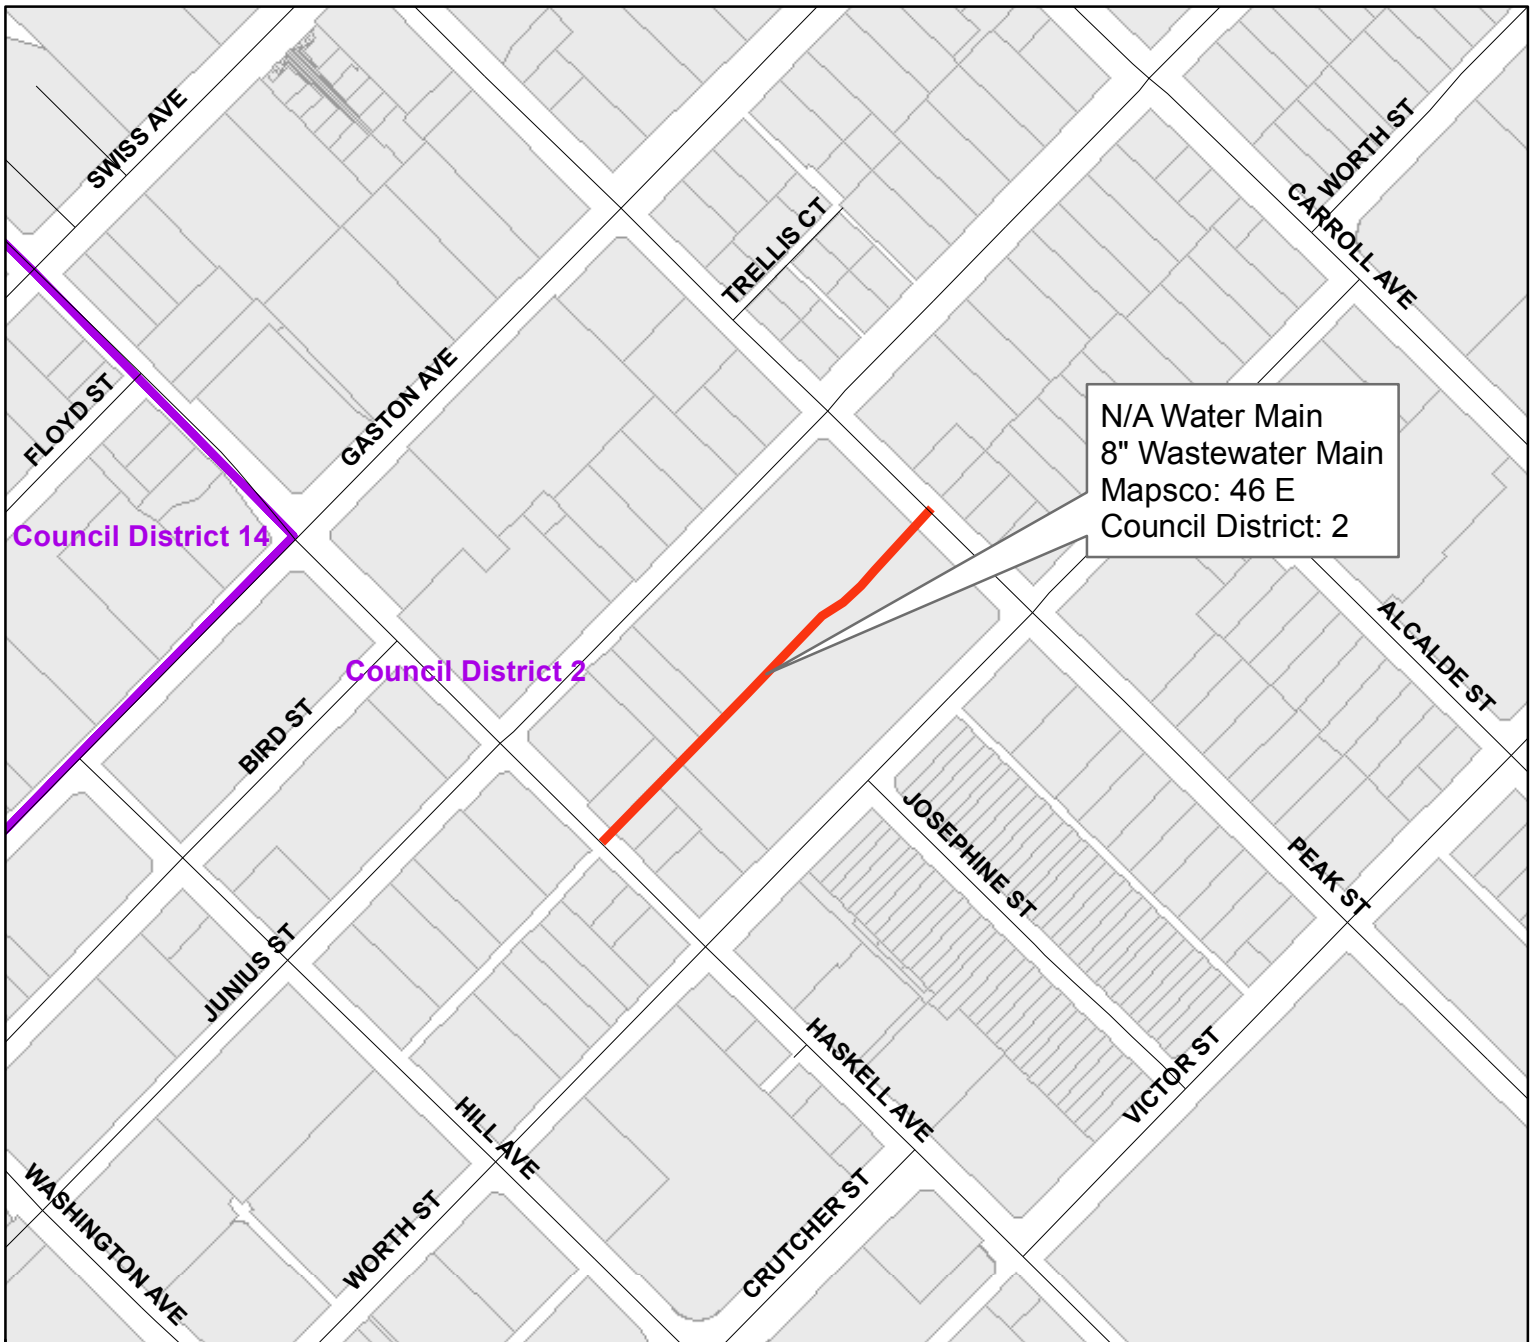 SWISS AVE
WORTH ST
CARROLL AVE
TRELLIS CT
GASTON AVE
FLOYD ST
N/A Water Main
8" Wastewater Main
Mapsco: 46 E
Council District: 2
Council District 14
Council District 2
ALCALDE ST
BIRD ST
JOSEPHINE ST
PEAK ST
JUNIUS ST
HASKELL AVE
VICTOR ST
HILL AVE
WASHINGTON AVE
WORTH ST
CRUTCHER ST